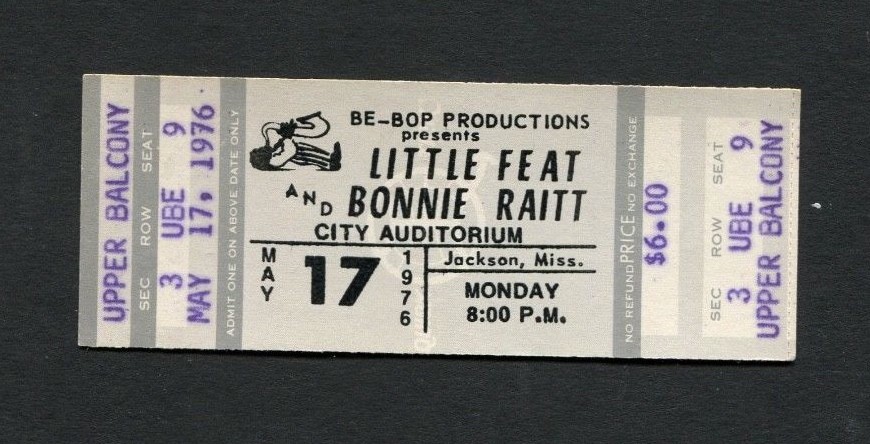 UPPER BALCONY
SEC ROW SEAT
3 UBE 9
MAY 17, 1976
ADMIT ONE ON ABOVE DATE ONLY
BE-BOP PRODUCTIONS
presents
LITTLE FEAT
AND BONNIE RAITT
CITY AUDITORIUM
MAY 17 1976
Jackson, Miss.
MONDAY
8:00 P.M.
NO REFUND PRICE NO EXCHANGE
$6.00
SEC ROW SEAT
3 UBE 9
UPPER BALCONY